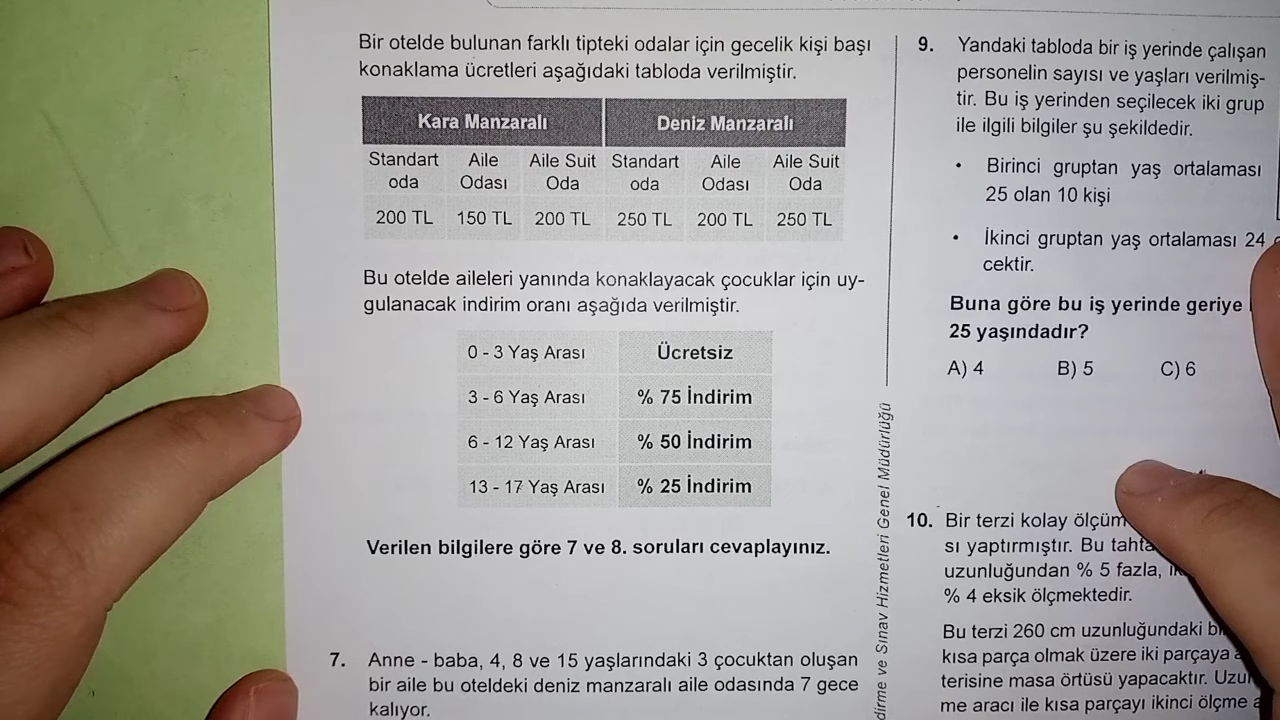 Bir otelde bulunan farklı tipteki odalar için gecelik kişi başı
konaklama ücretleri aşağıdaki tabloda verilmiştir.
Kara Manzaralı Deniz Manzaralı
Standart oda Aile Odası Aile Suit Oda Standart oda Aile Odası Aile Suit Oda
200 TL 150 TL 200 TL 250 TL 200 TL 250 TL
Bu otelde aileleri yanında konaklayacak çocuklar için uy-
gulanacak indirim oranı aşağıda verilmiştir.
0 - 3 Yaş Arası Ücretsiz
3 - 6 Yaş Arası % 75 İndirim
6 - 12 Yaş Arası % 50 İndirim
13 - 17 Yaş Arası % 25 İndirim
Verilen bilgilere göre 7 ve 8. soruları cevaplayınız.
7. Anne - baba, 4, 8 ve 15 yaşlarındaki 3 çocuktan oluşan
bir aile bu oteldeki deniz manzaralı aile odasında 7 gece
kalıyor.
ve Sınav Hizmetleri Genel Müdürlüğü
9. Yandaki tabloda bir iş yerinde çalışan
personelin sayısı ve yaşları verilmiş-
tir. Bu iş yerinden seçilecek iki grup
ile ilgili bilgiler şu şekildedir.
• Birinci gruptan yaş ortalaması
25 olan 10 kişi
• İkinci gruptan yaş ortalaması 24
cektir.
Buna göre bu iş yerinde geriye
25 yaşındadır?
A) 4 B) 5 C) 6
10. Bir terzi kolay ölçüm
sı yaptırmıştır. Bu tahta
uzunluğundan % 5 fazla,
% 4 eksik ölçmektedir.
Bu terzi 260 cm uzunluğundaki
kısa parça olmak üzere iki parçaya
terisine masa örtüsü yapacaktır.
me aracı ile kısa parçayı ikinci ölçme